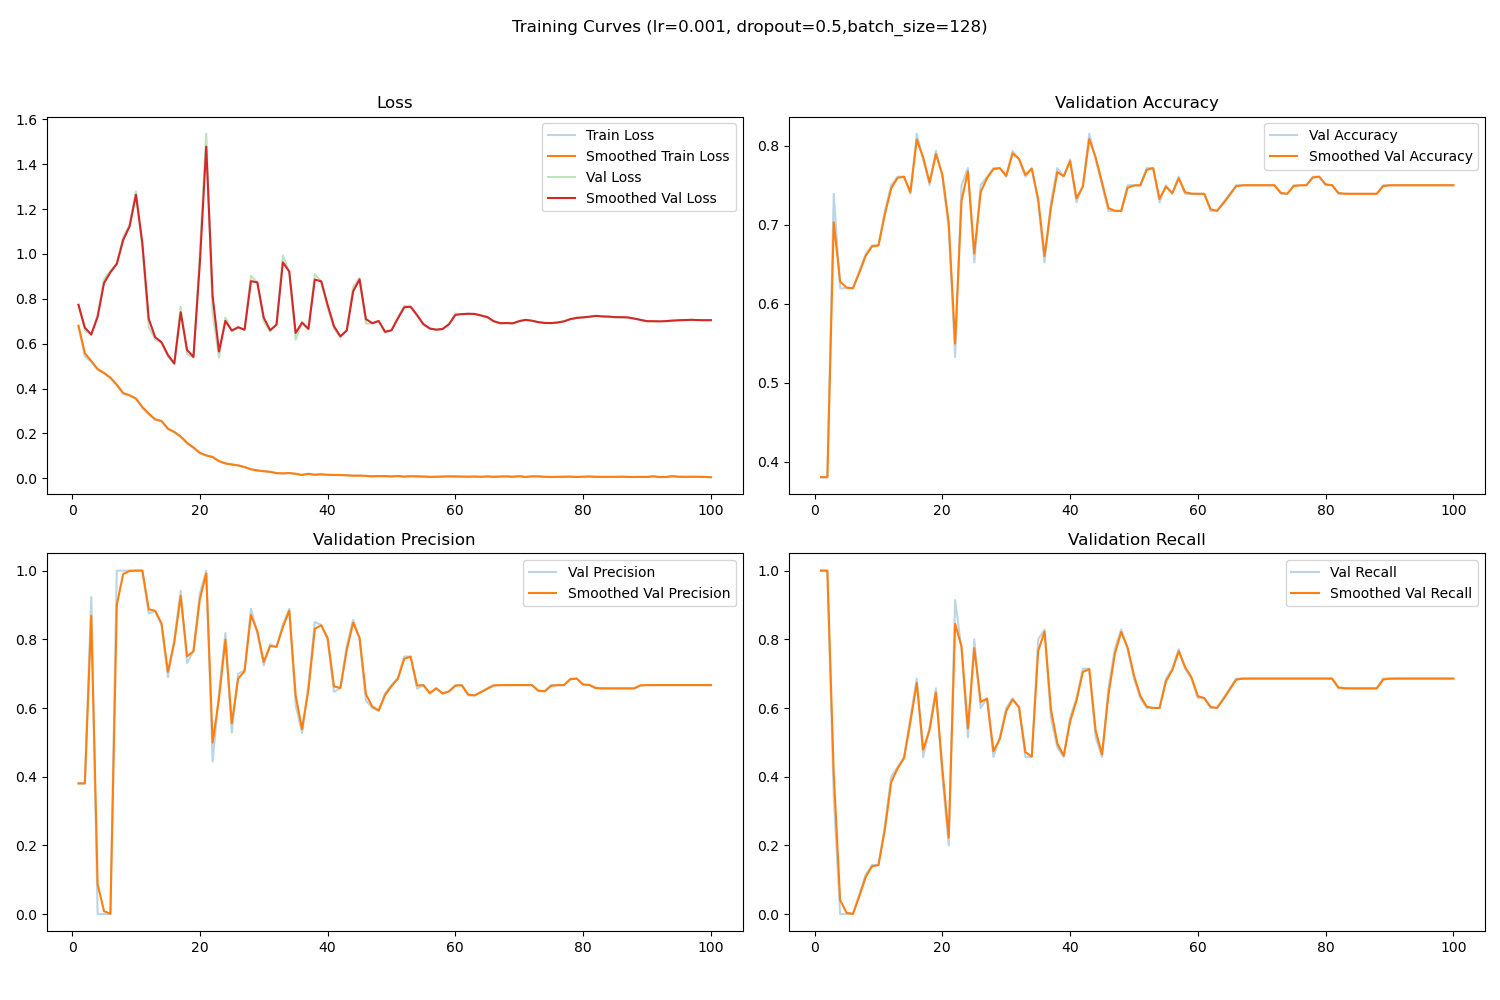 Training Curves (lr=0.001, dropout=0.5,batch_size=128)
Loss
1.6
1.4
1.2
1.0
0.8
0.6
0.4
0.2
0.0
0 20 40 60 80 100
Train Loss
Smoothed Train Loss
Val Loss
Smoothed Val Loss
Validation Accuracy
0.8
0.7
0.6
0.5
0.4
0 20 40 60 80 100
Val Accuracy
Smoothed Val Accuracy
Validation Precision
1.0
0.8
0.6
0.4
0.2
0.0
0 20 40 60 80 100
Val Precision
Smoothed Val Precision
Validation Recall
1.0
0.8
0.6
0.4
0.2
0.0
0 20 40 60 80 100
Val Recall
Smoothed Val Recall